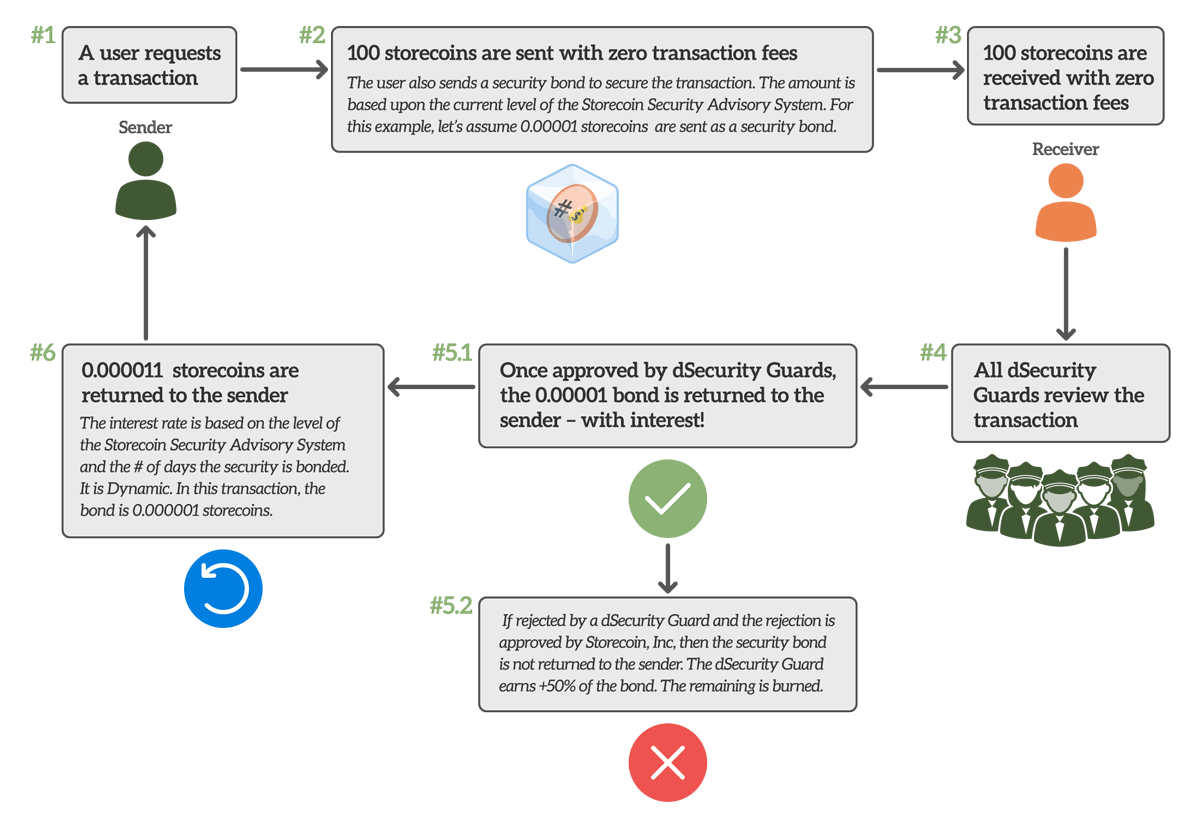 #1
A user requests
a transaction
Sender
#2
100 storecoins are sent with zero transaction fees
The user also sends a security bond to secure the transaction. The amount is
based upon the current level of the Storecoin Security Advisory System. For
this example, let's assume 0.00001 storecoins are sent as a security bond.
#
$
#3
100 storecoins are
received with zero
transaction fees
Receiver
#4
All dSecurity
Guards review the
transaction
#5.1
Once approved by dSecurity Guards,
the 0.00001 bond is returned to the
sender – with interest!
#5.2
If rejected by a dSecurity Guard and the rejection is
approved by Storecoin, Inc, then the security bond
is not returned to the sender. The dSecurity Guard
earns +50% of the bond. The remaining is burned.
#6
0.000011 storecoins are
returned to the sender
The interest rate is based on the level of
the Storecoin Security Advisory System
and the # of days the security is bonded.
It is Dynamic. In this transaction, the
bond is 0.000001 storecoins.